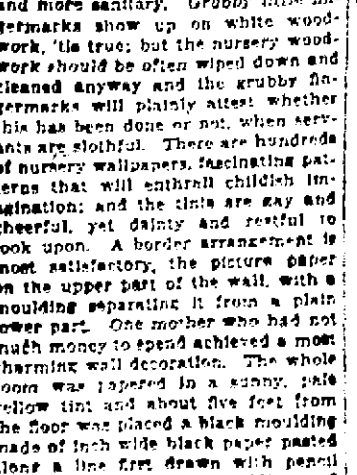 and more sanitary. Grubby little fin-
germarks show up on white wood-
work, 'tis true; but the nursery wood-
work should be often wiped down and
cleaned anyway and the grubby fin-
germarks will plainly attest whether
this has been done or not, when serv-
ants are slothful. There are hundreds
of nursery wallpapers, fascinating pat-
terns that will enthrall childish im-
agination; and the tints are gay and
cheerful, yet dainty and restful to
look upon. A border arrangement is
most satisfactory, the picture paper
on the upper part of the wall, with a
moulding separating it from a plain
lower part. One mother who had not
much money to spend achieved a most
charming wall decoration. The whole
room was papered in a sunny, pale
yellow tint and about five feet from
the floor was placed a black moulding
made of inch wide black paper pasted
along a line first drawn with pencil